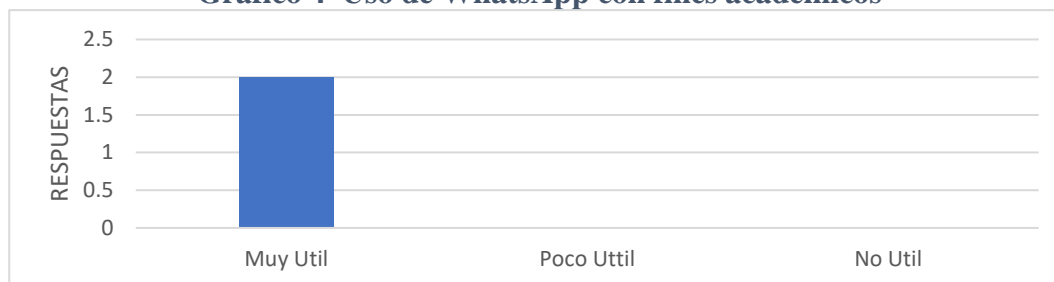 Gráfico 4 Uso de WhatsApp con fines académicos
2.5
2
1.5
1
0.5
0
RESPUESTAS
Muy Util
Poco Uttil
No Util